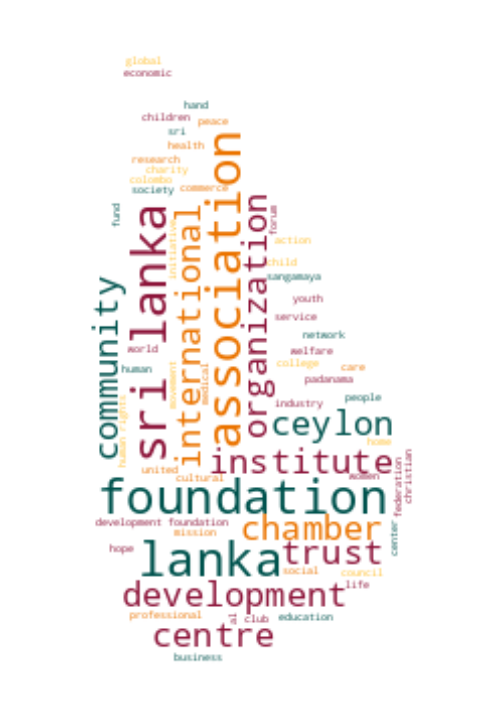 global
economic
hand
children
peace
sri
health
research
charity
colombo
society
commerce
association
fund
sri lanka
international
initiative
organization
forum
action
child
sangamaya
youth
service
network
welfare
college
care
padanama
people
industry
community
world
human
movement
medical
human rights
ceylon
home
institute
united
cultural
women
federation
christian
foundation
development foundation
mission
chamber
center
hope
lanka
trust
social
council
life
development
professional
al
club
education
centre
business